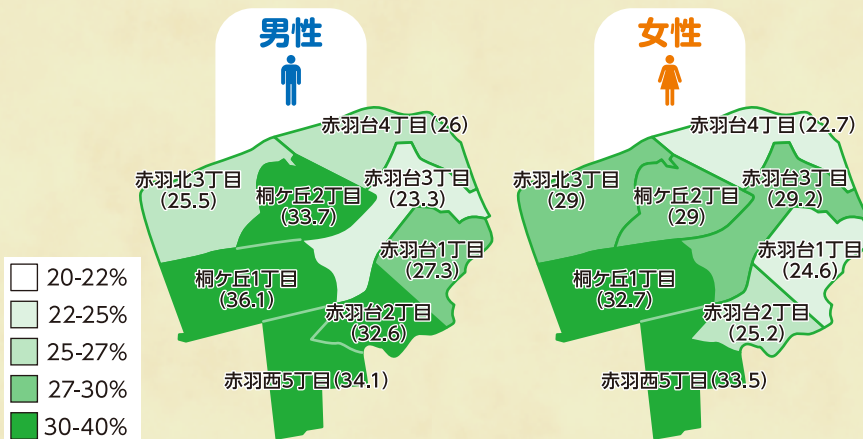 男性
赤羽台4丁目(26)
赤羽北3丁目
(25.5)
桐ケ丘2丁目
(33.7)
赤羽台3丁目
(23.3)
赤羽台1丁目
(27.3)
桐ケ丘1丁目
(36.1)
赤羽台2丁目
(32.6)
赤羽西5丁目(34.1)
女性
赤羽台4丁目(22.7)
赤羽北3丁目
(29)
桐ケ丘2丁目
(29)
赤羽台3丁目
(29.2)
赤羽台1丁目
(24.6)
桐ケ丘1丁目
(32.7)
赤羽台2丁目
(25.2)
赤羽西5丁目(33.5)
20-22%
22-25%
25-27%
27-30%
30-40%